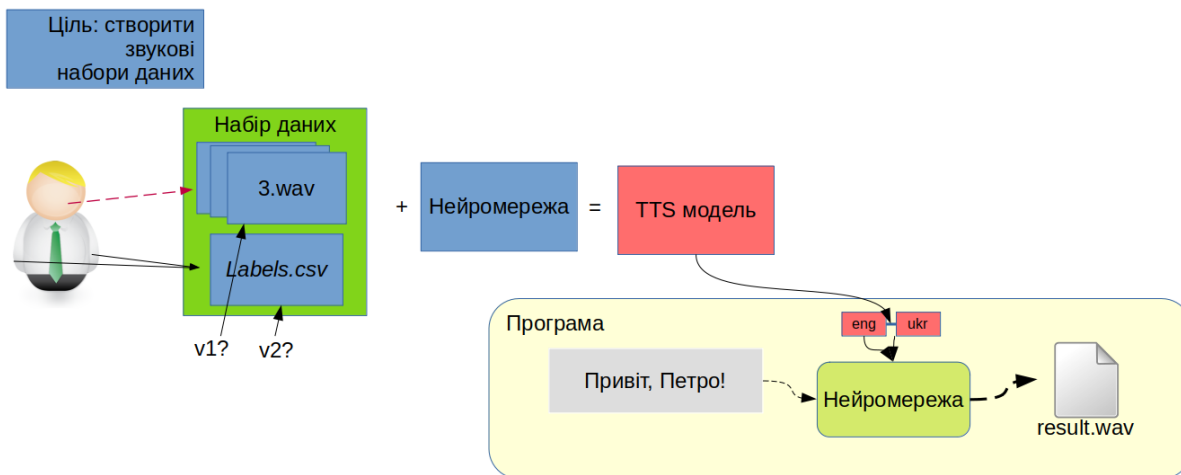 Ціль: створити
звукові
набори даних
Набір даних
3.wav
Labels.csv
v1?
v2?
+
Нейромережа
=
TTS модель
Програма
eng
ukr
Привіт, Петро!
Нейромережа
result.wav